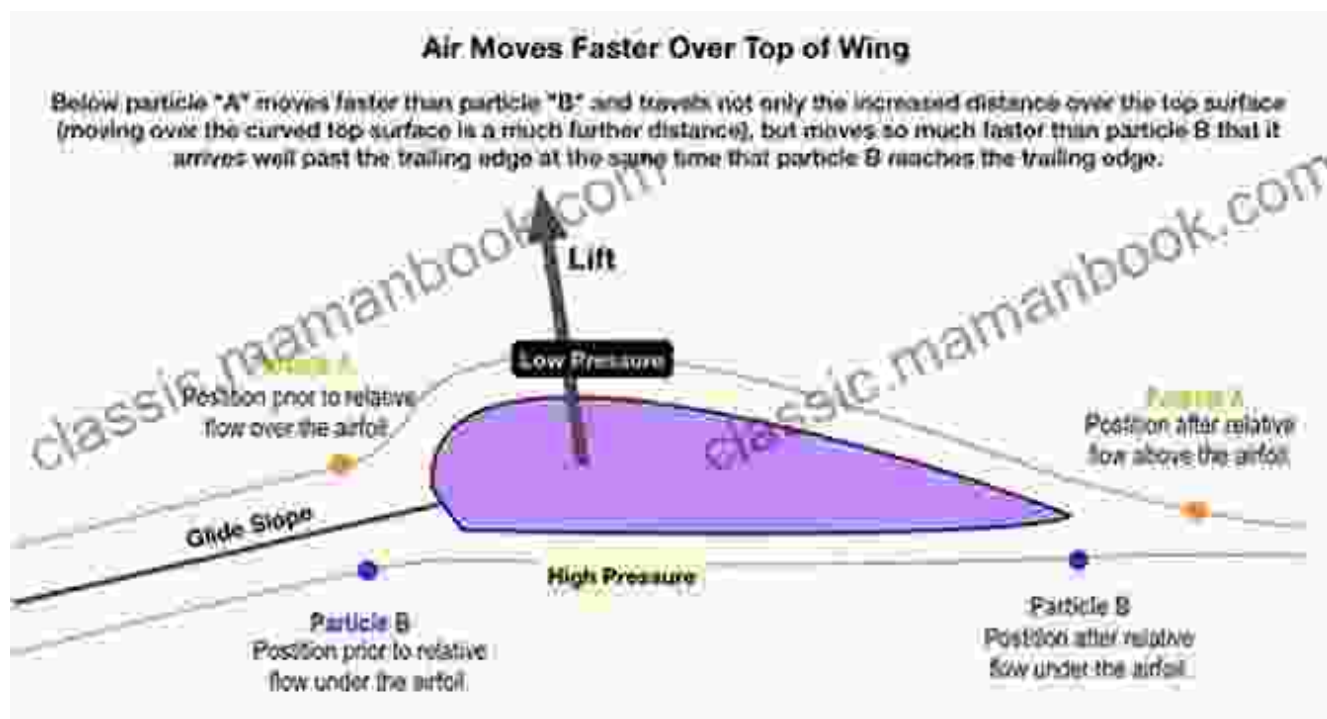 Air Moves Faster Over Top of Wing
Below particle "A" moves faster than particle "B" and travels not only the increased distance over the top surface
(moving over the curved top surface is a much further distance), but moves so much faster than particle B that it
arrives well past the trailing edge at the same time that particle B reaches the trailing edge.
Lift
Low Pressure
Particle A
Position prior to relative
flow over the airfoil
Particle A
Position after relative
flow above the airfoil
Glide Slope
High Pressure
Particle B
Position prior to relative
flow under the airfoil
Particle B
Position after relative
flow under the airfoil
classic.mamanbook.com
classic.mamanbook.com